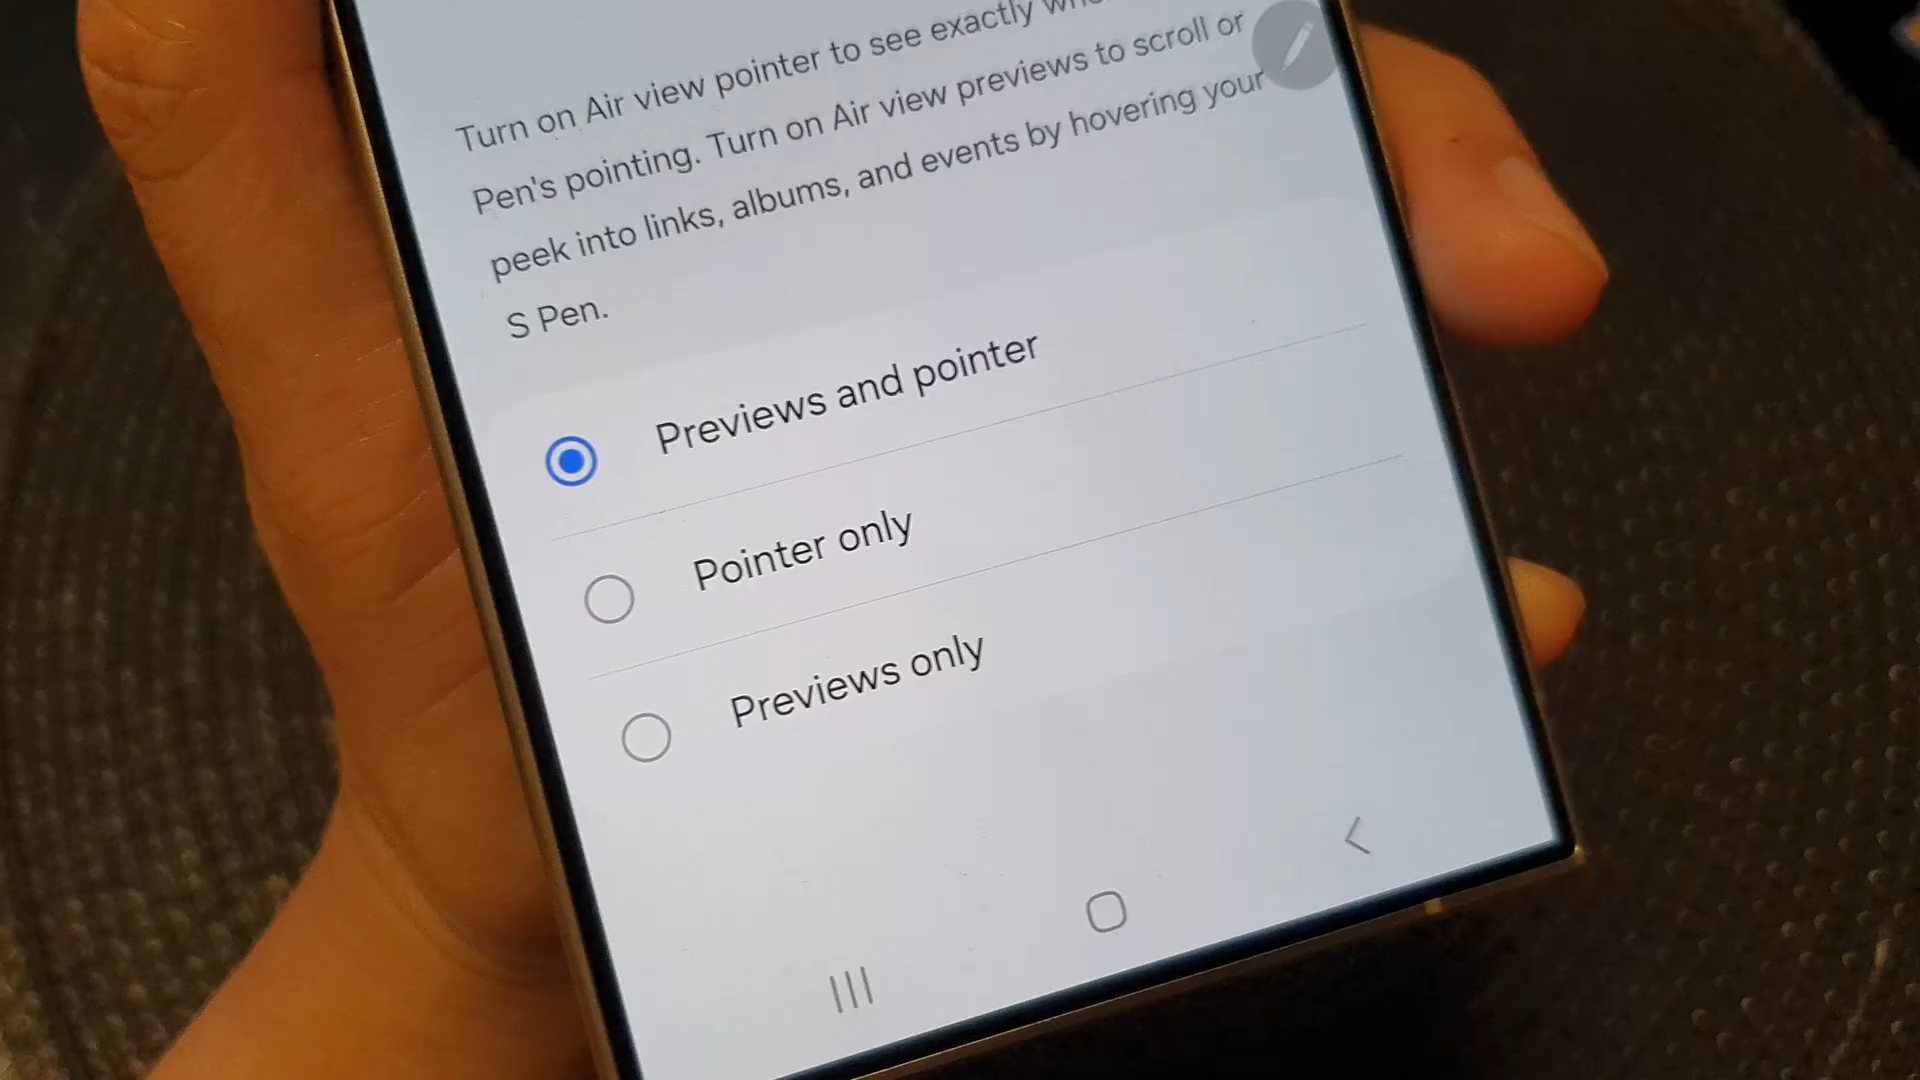 Turn on Air view pointer to see exactly
Pen's pointing. Turn on Air view previews to scroll or
peek into links, albums, and events by hovering your
S Pen.
Previews and pointer
Pointer only
Previews only